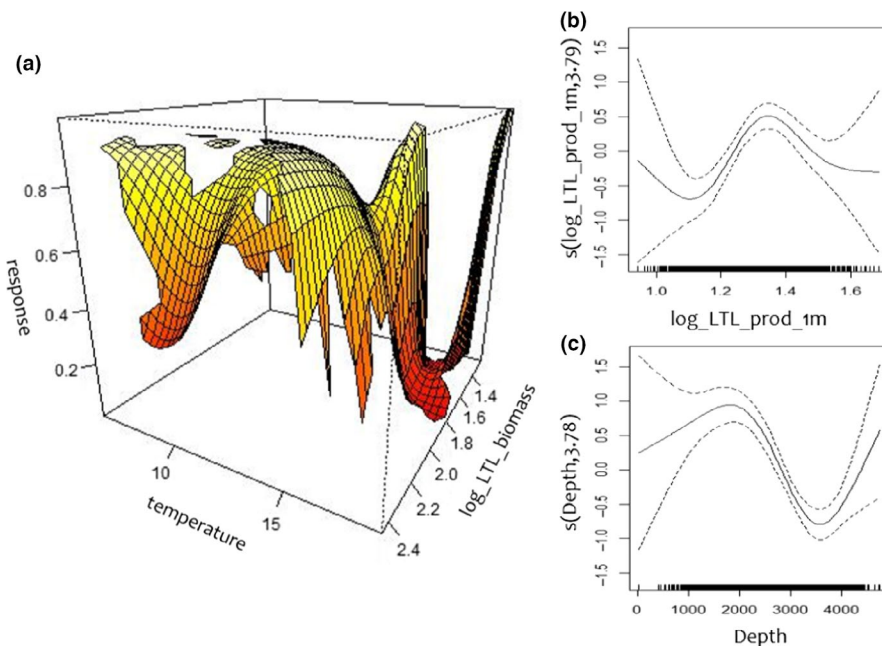 (a)
response
0.2
0.4
0.6
0.8
temperature
10
15
log_LTL_biomass
1.4
1.6
1.8
2.0
2.2
2.4
(b)
s(log_LTL_prod_1m,3.79)
1.5
1.0
0.5
0.0
-0.5
-1.0
-1.5
1.0 1.2 1.4 1.6
log_LTL_prod_1m
(c)
s(Depth,3.78)
1.5
1.0
0.5
0.0
-0.5
-1.0
-1.5
0 1000 2000 3000 4000
Depth